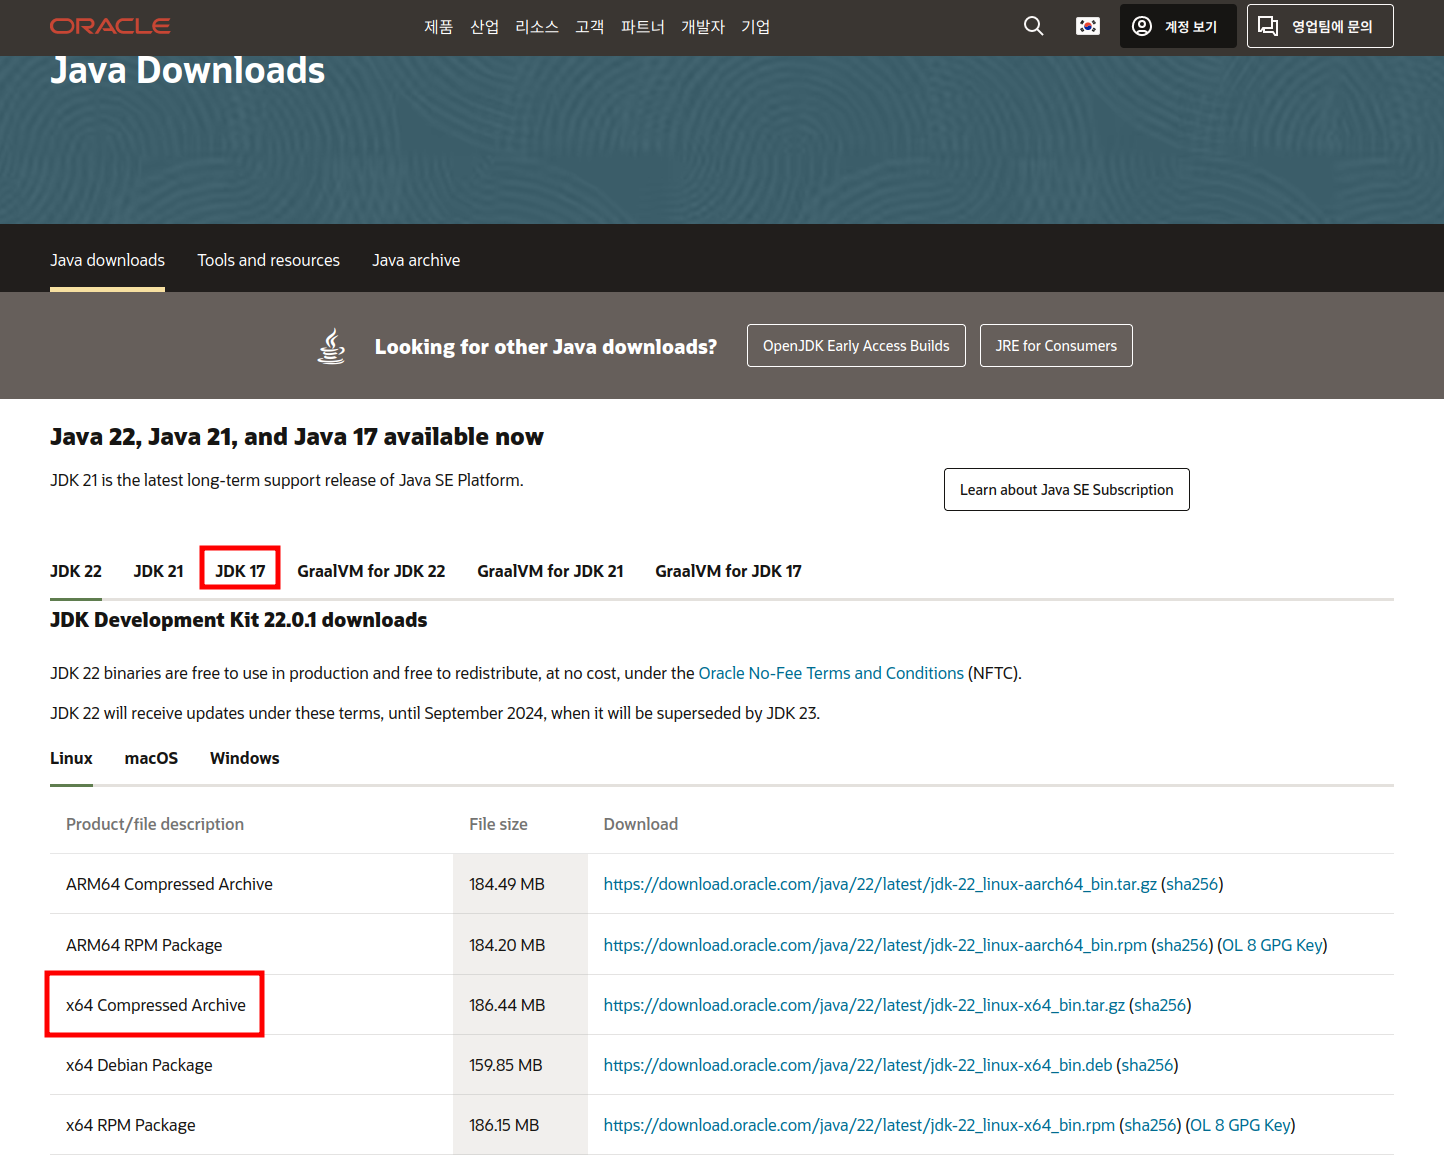 ORACLE
제품 산업 리소스 고객 파트너 개발자 기업
계정 보기
영업팀에 문의
Java Downloads
Java downloads Tools and resources Java archive
Looking for other Java downloads?
OpenJDK Early Access Builds
JRE for Consumers
Java 22, Java 21, and Java 17 available now
JDK 21 is the latest long-term support release of Java SE Platform.
Learn about Java SE Subscription
JDK 22 JDK 21 JDK 17 GraalVM for JDK 22 GraalVM for JDK 21 GraalVM for JDK 17
JDK Development Kit 22.0.1 downloads
JDK 22 binaries are free to use in production and free to redistribute, at no cost, under the Oracle No-Fee Terms and Conditions (NFTC).
JDK 22 will receive updates under these terms, until September 2024, when it will be superseded by JDK 23.
Linux macOS Windows
Product/file description File size Download
ARM64 Compressed Archive 184.49 MB https://download.oracle.com/java/22/latest/jdk-22_linux-aarch64_bin.tar.gz (sha256)
ARM64 RPM Package 184.20 MB https://download.oracle.com/java/22/latest/jdk-22_linux-aarch64_bin.rpm (sha256) (OL 8 GPG Key)
x64 Compressed Archive 186.44 MB https://download.oracle.com/java/22/latest/jdk-22_linux-x64_bin.tar.gz (sha256)
x64 Debian Package 159.85 MB https://download.oracle.com/java/22/latest/jdk-22_linux-x64_bin.deb (sha256)
x64 RPM Package 186.15 MB https://download.oracle.com/java/22/latest/jdk-22_linux-x64_bin.rpm (sha256) (OL 8 GPG Key)